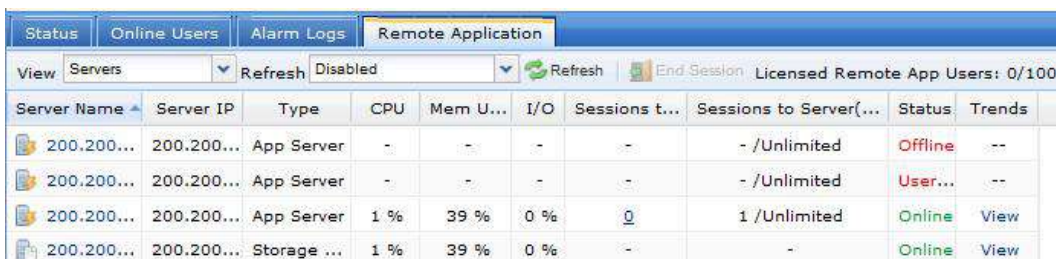 Status Online Users Alarm Logs Remote Application
View Servers Refresh Disabled Refresh End Session Licensed Remote App Users: 0/100
Server Name Server IP Type CPU Mem U... I/O Sessions t... Sessions to Server(... Status Trends
200.200... 200.200... App Server - - - - - /Unlimited Offline --
200.200... 200.200... App Server - - - - - /Unlimited User... --
200.200... 200.200... App Server 1 % 39 % 0 % 0 1 /Unlimited Online View
200.200... 200.200... Storage ... 1 % 39 % 0 % - - Online View